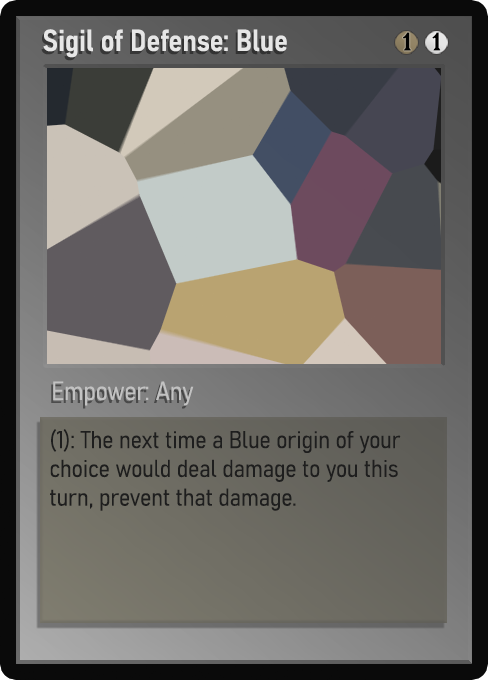 Sigil of Defense: Blue 1 1
Empower: Any
(1): The next time a Blue origin of your
choice would deal damage to you this
turn, prevent that damage.